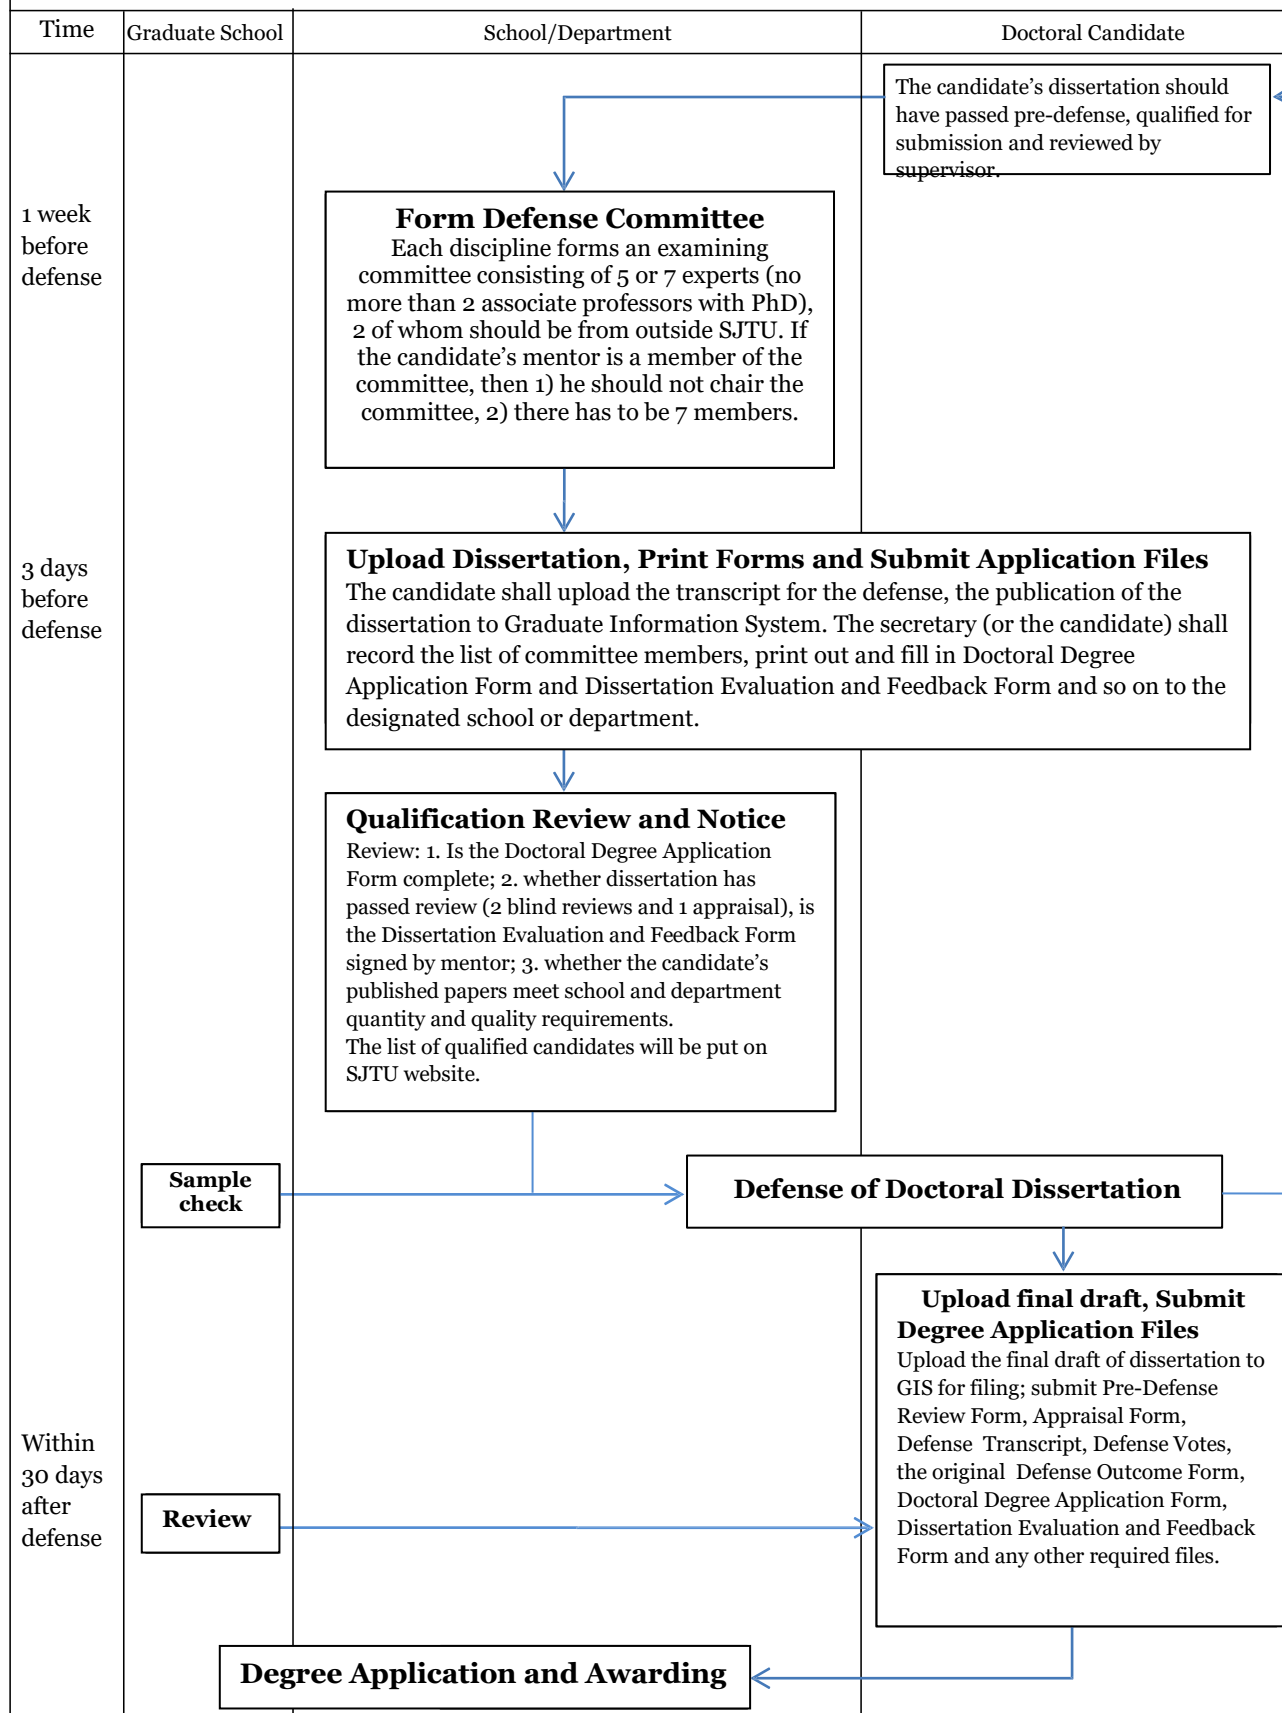 Time
Graduate School
School/Department
Doctoral Candidate
The candidate’s dissertation should
have passed pre-defense, qualified for
submission and reviewed by
supervisor.
1 week
before
defense
Form Defense Committee
Each discipline forms an examining
committee consisting of 5 or 7 experts (no
more than 2 associate professors with PhD),
2 of whom should be from outside SJTU. If
the candidate’s mentor is a member of the
committee, then 1) he should not chair the
committee, 2) there has to be 7 members.
3 days
before
defense
Upload Dissertation, Print Forms and Submit Application Files
The candidate shall upload the transcript for the defense, the publication of the
dissertation to Graduate Information System. The secretary (or the candidate) shall
record the list of committee members, print out and fill in Doctoral Degree
Application Form and Dissertation Evaluation and Feedback Form and so on to the
designated school or department.
Qualification Review and Notice
Review: 1. Is the Doctoral Degree Application
Form complete; 2. whether dissertation has
passed review (2 blind reviews and 1 appraisal), is
the Dissertation Evaluation and Feedback Form
signed by mentor; 3. whether the candidate’s
published papers meet school and department
quantity and quality requirements.
The list of qualified candidates will be put on
SJTU website.
Sample
check
Defense of Doctoral Dissertation
Upload final draft, Submit
Degree Application Files
Upload the final draft of dissertation to
GIS for filing; submit Pre-Defense
Review Form, Appraisal Form,
Defense Transcript, Defense Votes,
the original Defense Outcome Form,
Doctoral Degree Application Form,
Dissertation Evaluation and Feedback
Form and any other required files.
Within
30 days
after
defense
Review
Degree Application and Awarding